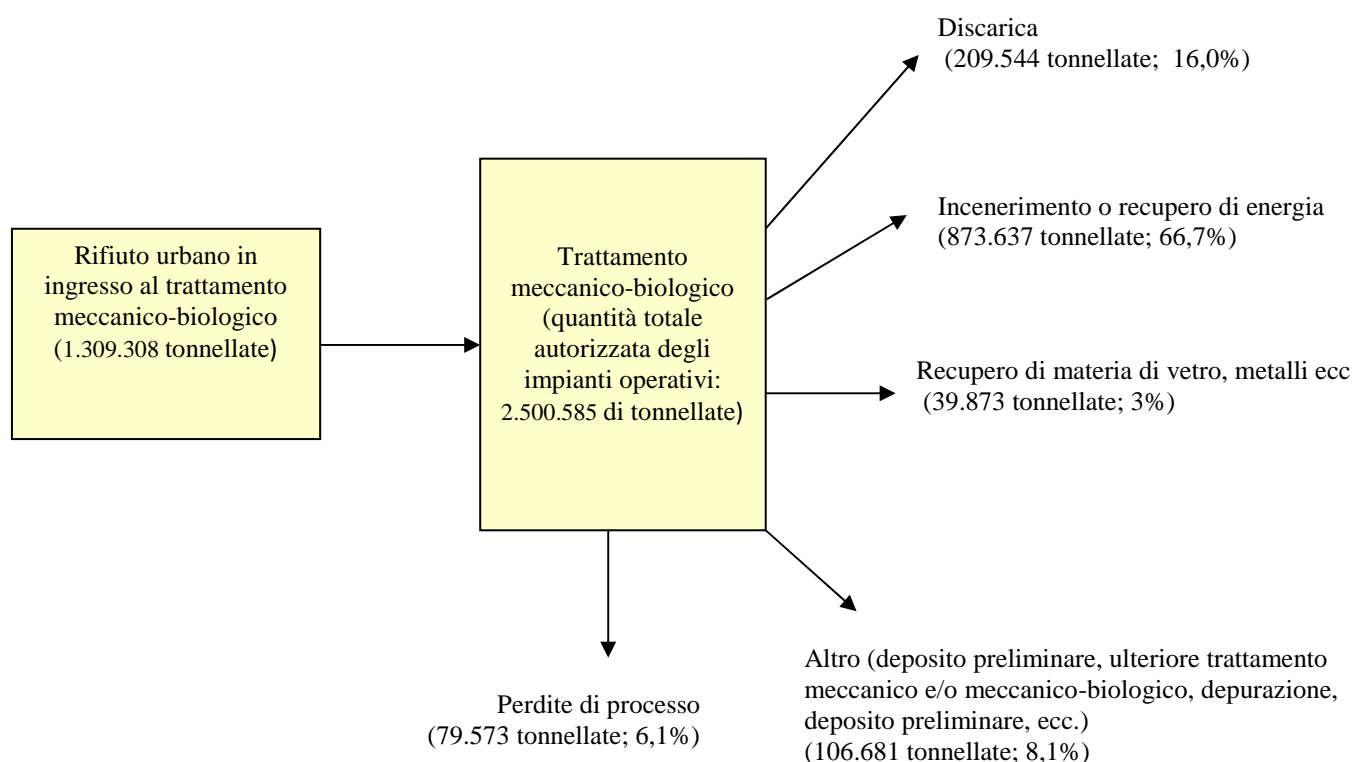 Discarica
(209.544 tonnellate; 16,0%)
Rifiuto urbano in
ingresso al trattamento
meccanico-biologico
(1.309.308 tonnellate)
Trattamento
meccanico-biologico
(quantità totale
autorizzata degli
impianti operativi:
2.500.585 di tonnellate)
Incenerimento o recupero di energia
(873.637 tonnellate; 66,7%)
Recupero di materia di vetro, metalli ecc
(39.873 tonnellate; 3%)
Perdite di processo
(79.573 tonnellate; 6,1%)
Altro (deposito preliminare, ulteriore trattamento
meccanico e/o meccanico-biologico, depurazione,
deposito preliminare, ecc.)
(106.681 tonnellate; 8,1%)